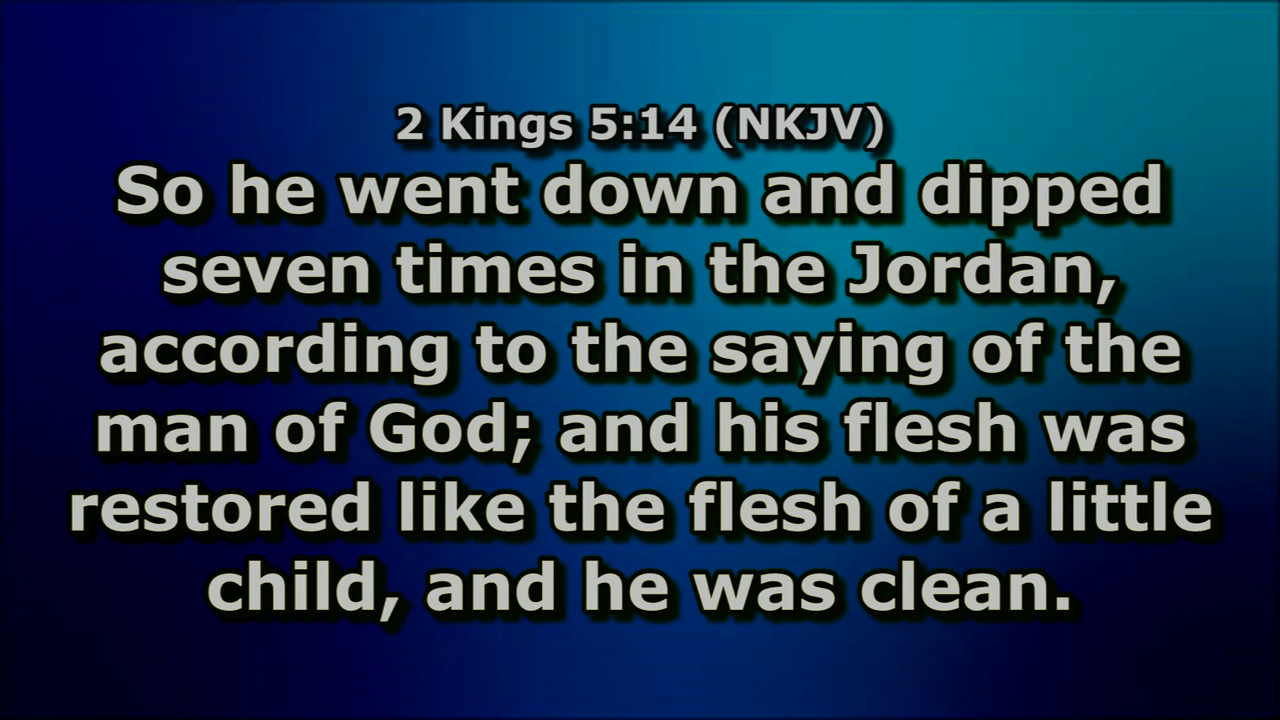 2 Kings 5:14 (NKJV)
So he went down and dipped
seven times in the Jordan,
according to the saying of the
man of God; and his flesh was
restored like the flesh of a little
child, and he was clean.